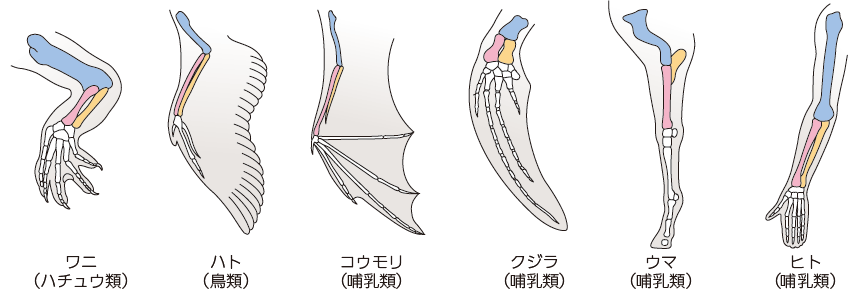 ワニ
（ハチュウ類）
ハト
（鳥類）
コウモリ
（哺乳類）
クジラ
（哺乳類）
ウマ
（哺乳類）
ヒト
（哺乳類）